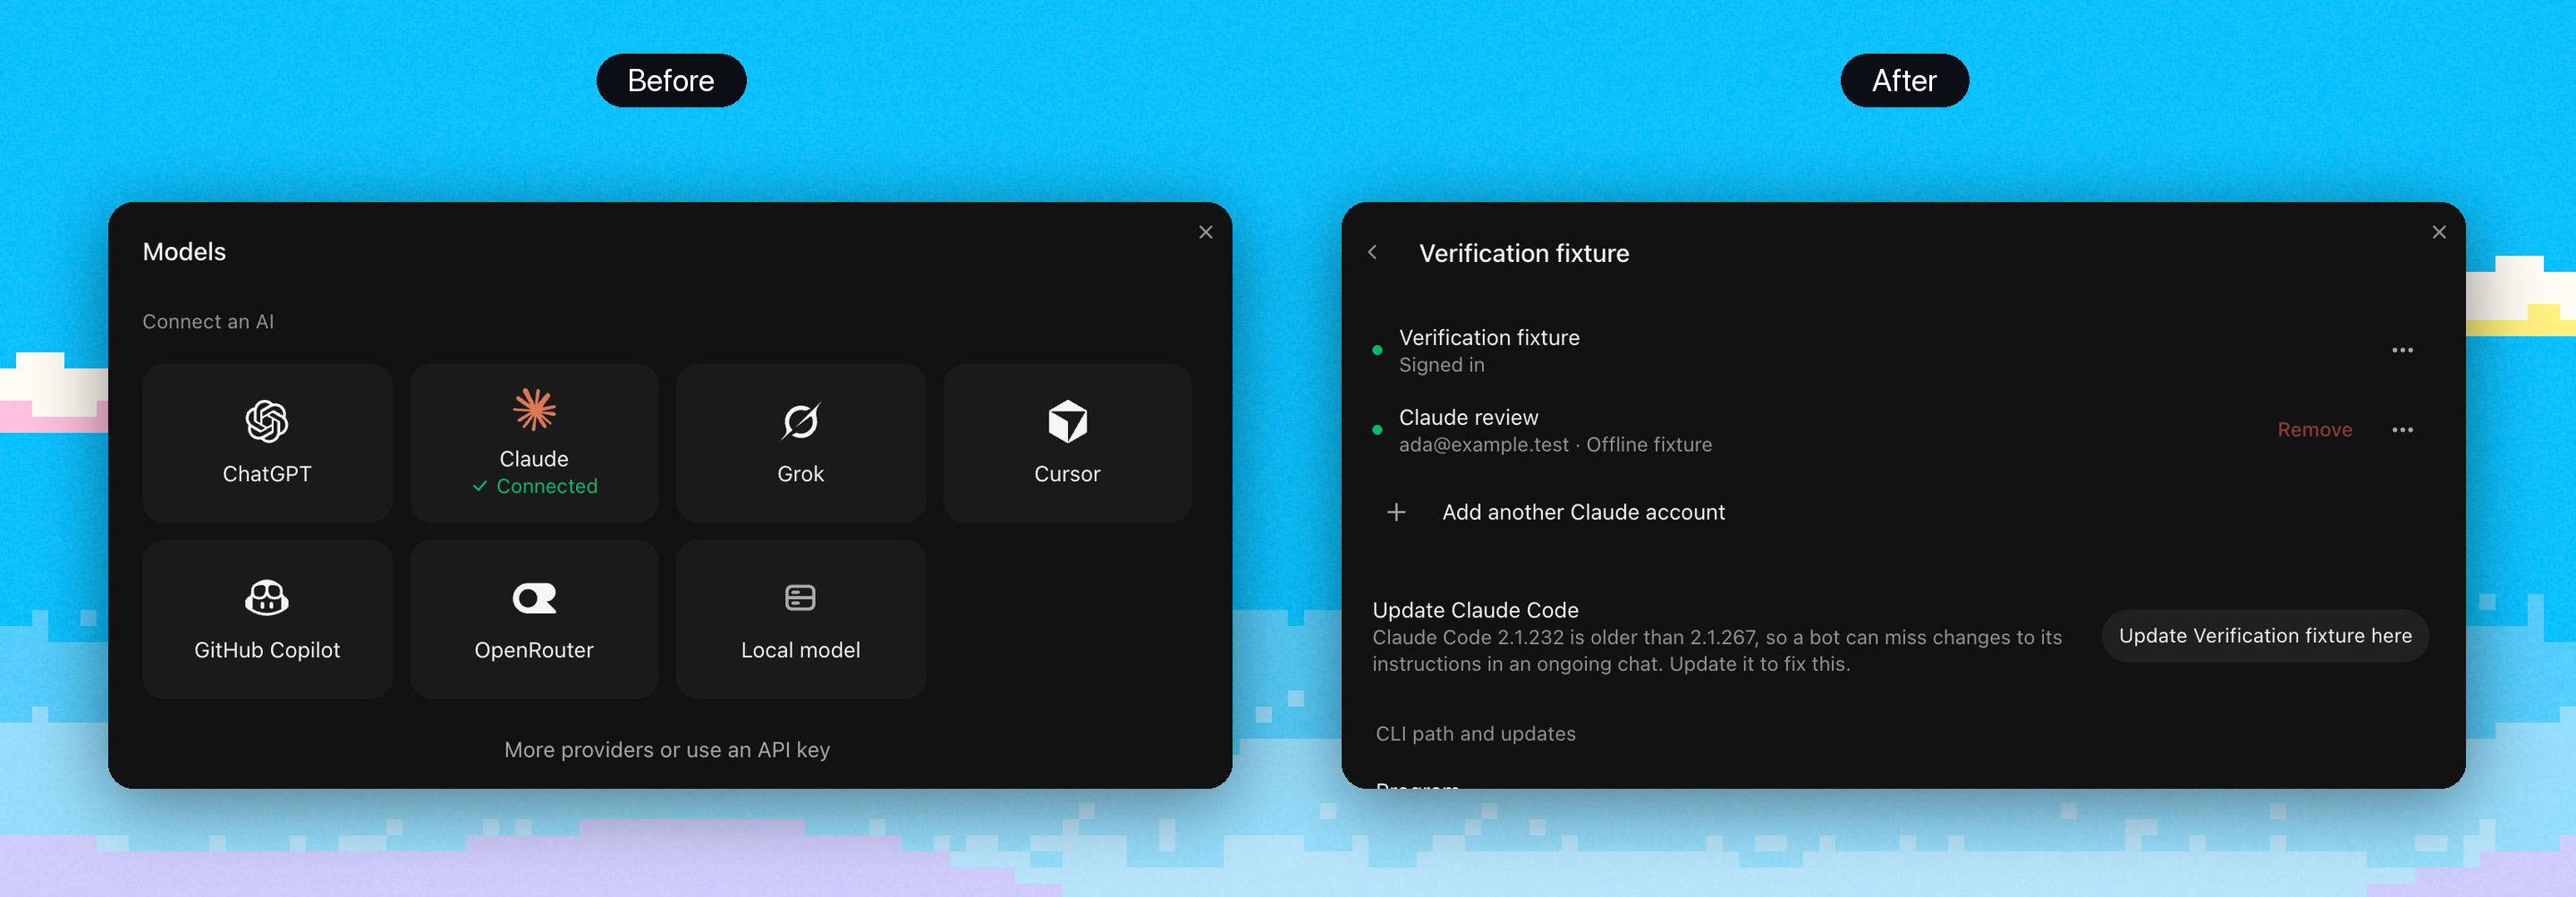 Before
After
Models
Connect an AI
ChatGPT
Claude
Connected
Grok
Cursor
GitHub Copilot
OpenRouter
Local model
More providers or use an API key
Verification fixture
Verification fixture
Signed in
Claude review
ada@example.test · Offline fixture
Remove
Add another Claude account
Update Claude Code
Claude Code 2.1.232 is older than 2.1.267, so a bot can miss changes to its
instructions in an ongoing chat. Update it to fix this.
Update Verification fixture here
CLI path and updates
Program